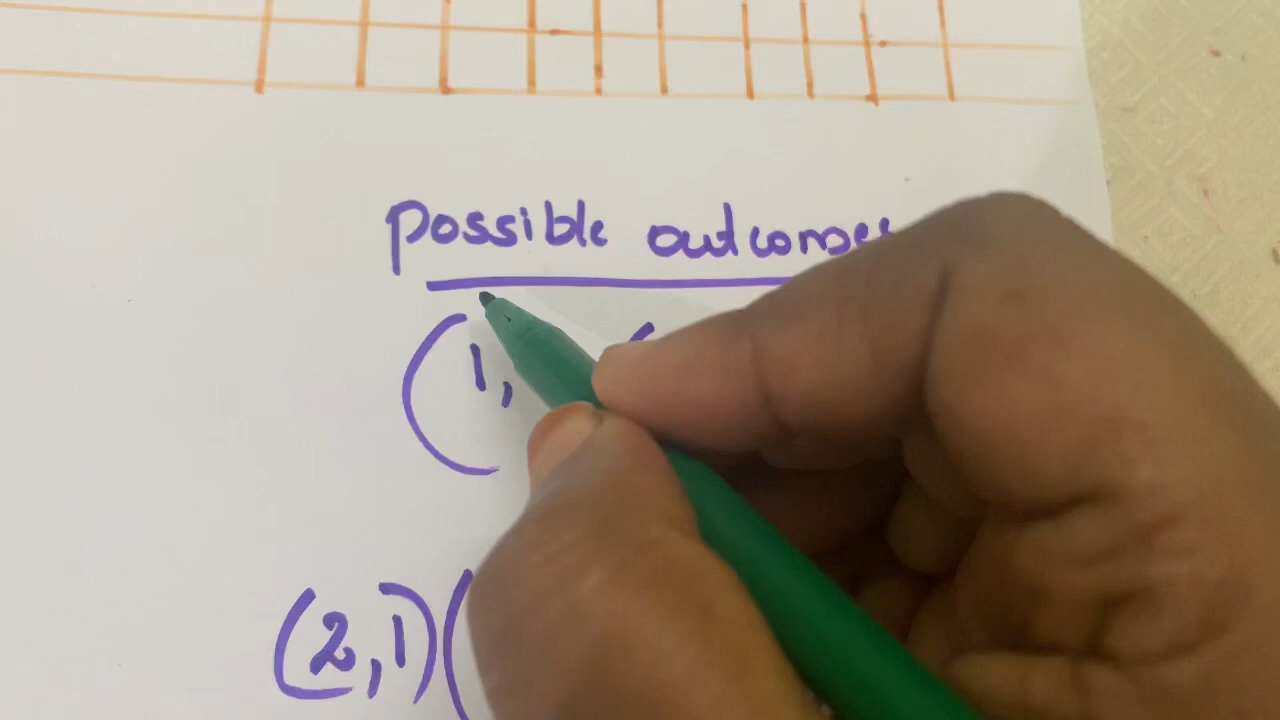 possible outcomes
(1, (
(2,1)(